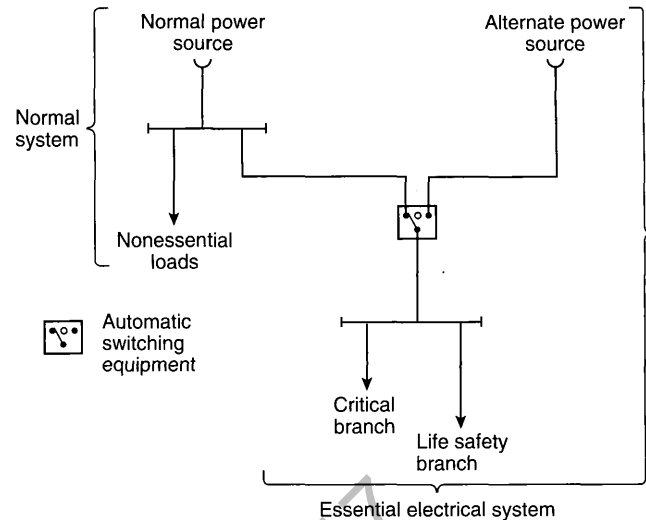 Normal power
source
Alternate power
source
Normal
system
Nonessential
loads
Automatic
switching
equipment
Critical
branch
Life safety
branch
Essential electrical system